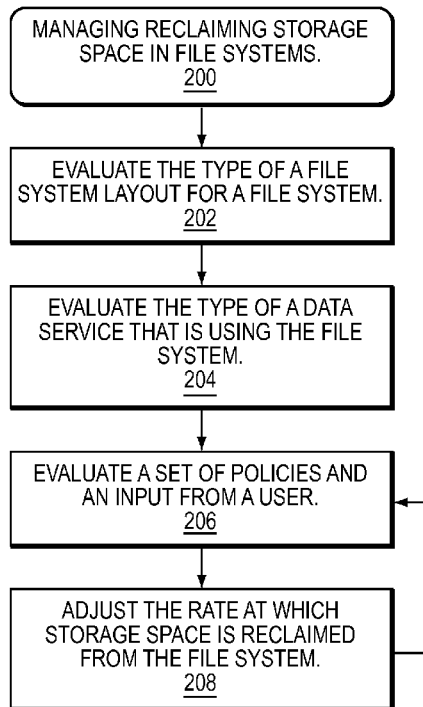 MANAGING RECLAIMING STORAGE
SPACE IN FILE SYSTEMS.
200
EVALUATE THE TYPE OF A FILE
SYSTEM LAYOUT FOR A FILE SYSTEM.
202
EVALUATE THE TYPE OF A DATA
SERVICE THAT IS USING THE FILE
SYSTEM.
204
EVALUATE A SET OF POLICIES AND
AN INPUT FROM A USER.
206
ADJUST THE RATE AT WHICH
STORAGE SPACE IS RECLAIMED
FROM THE FILE SYSTEM.
208